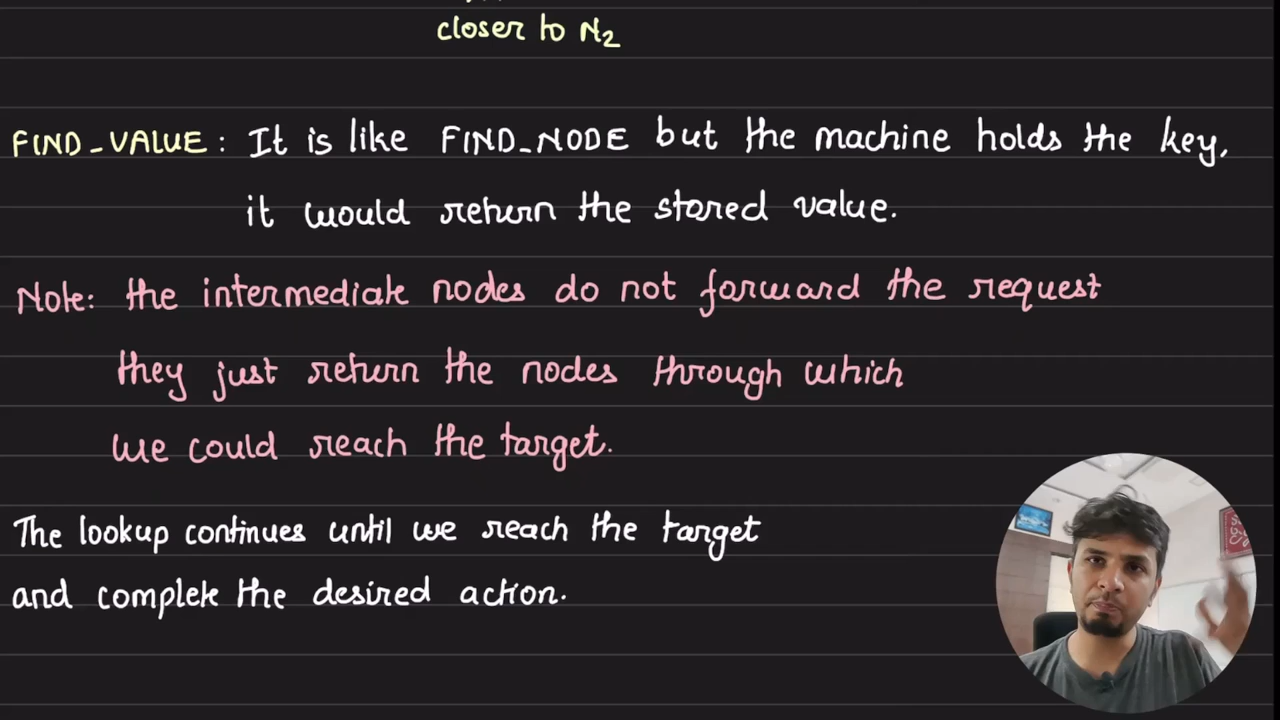 closer to N2
FIND_VALUE: It is like FIND_NODE but the machine holds the key,
it would return the stored value.
Note: the intermediate nodes do not forward the request
they just return the nodes through which
we could reach the target.
The lookup continues until we reach the target
and complete the desired action.